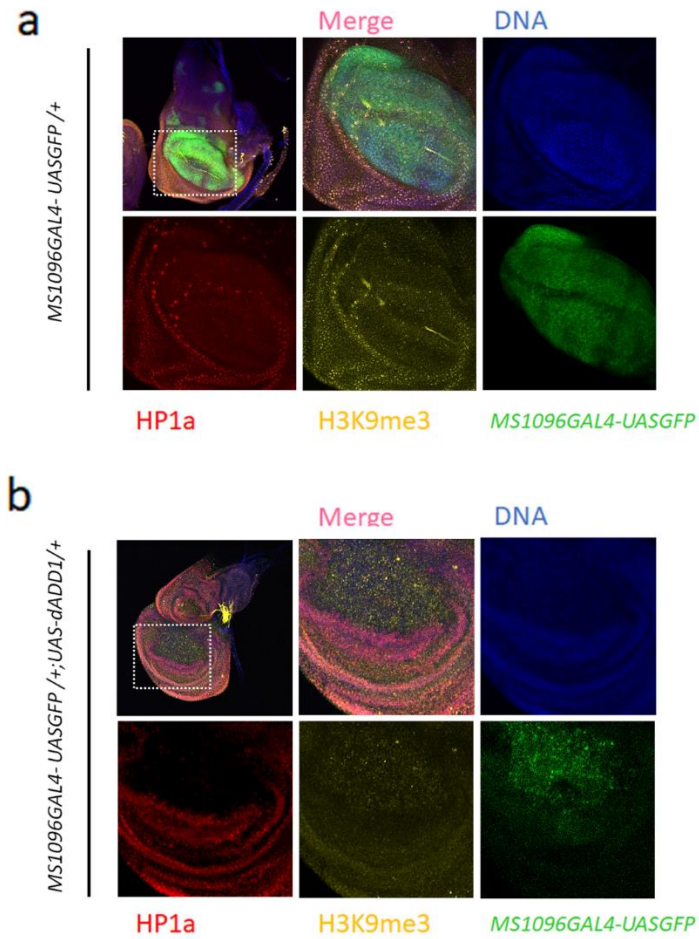 a
Merge
DNA
MS1096GAL4- UASGFP /+
HP1a
H3K9me3
MS1096GAL4-UASGFP
b
Merge
DNA
MS1096GAL4- UASGFP /+;UAS-dADD1/+
HP1a
H3K9me3
MS1096GAL4-UASGFP